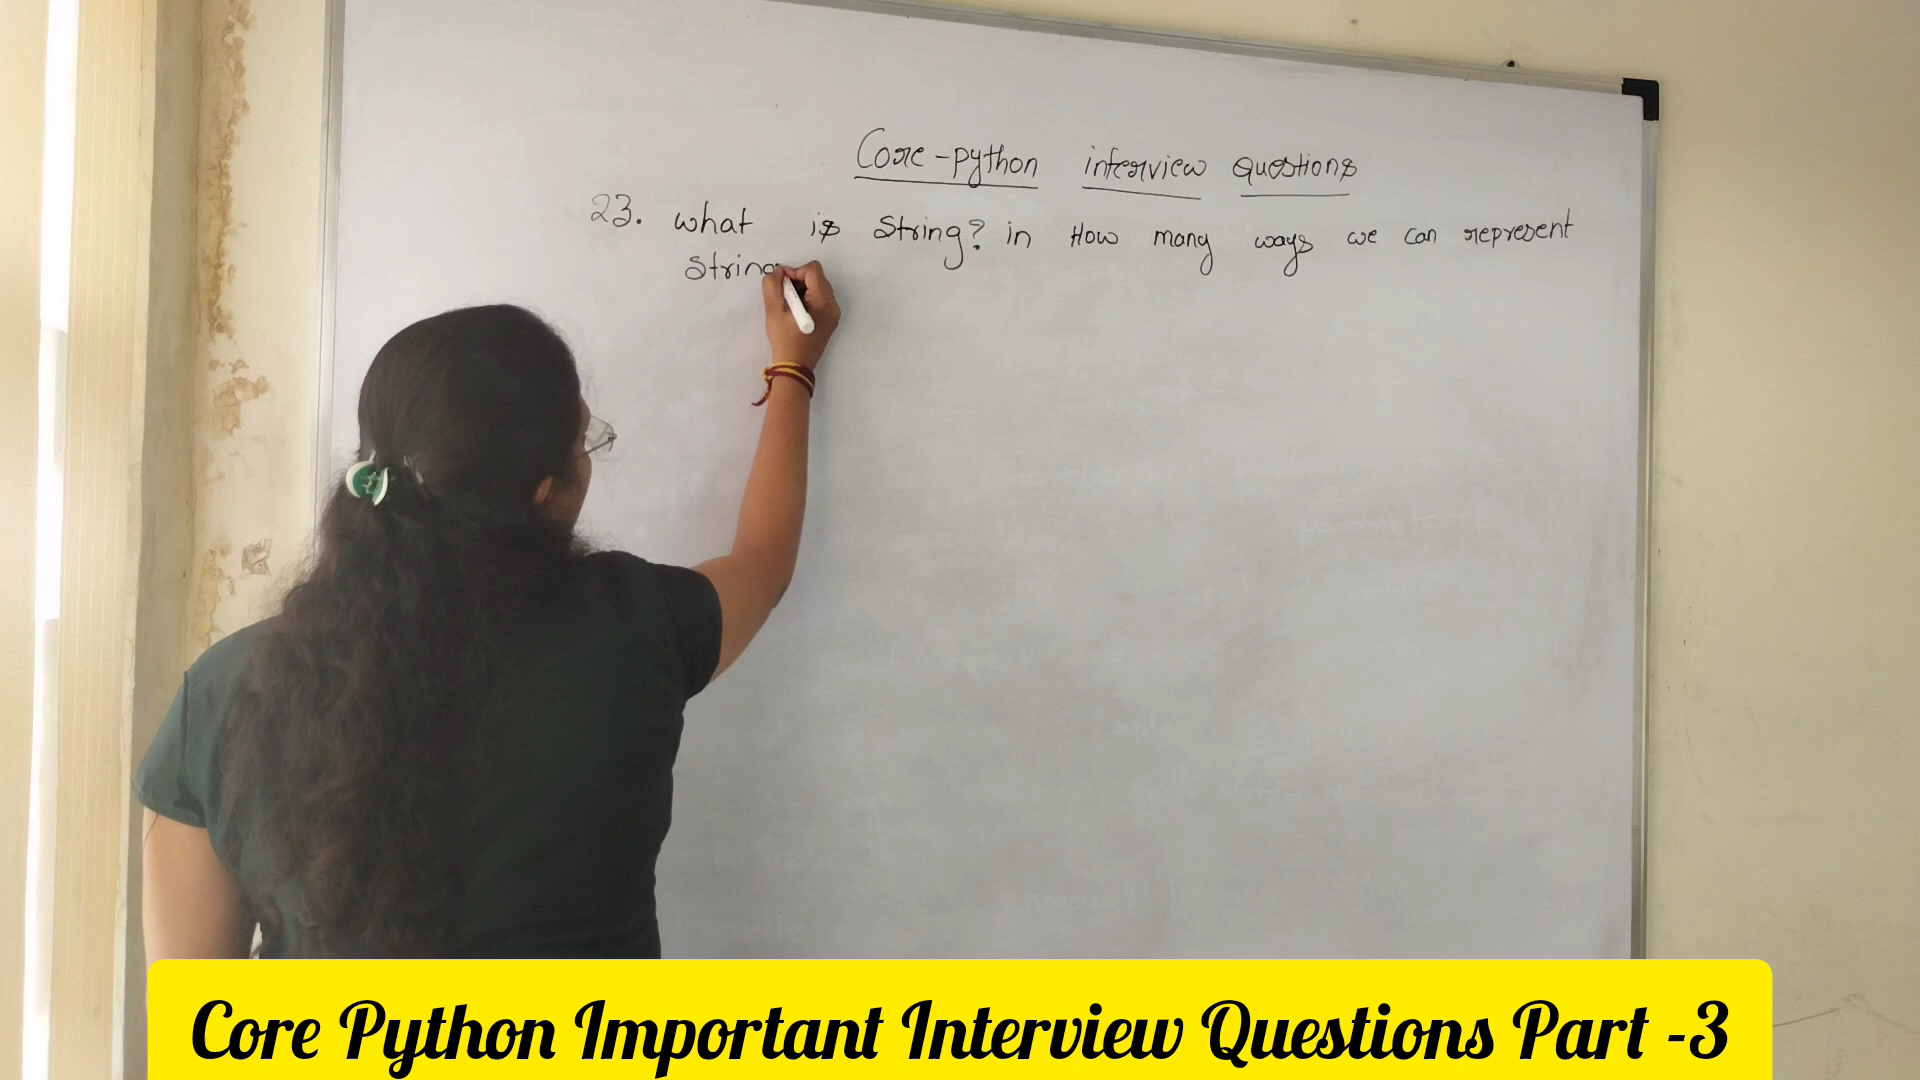 Core-python interview questions
23. what is String? in How many ways we can represent
String
Core Python Important Interview Questions Part -3